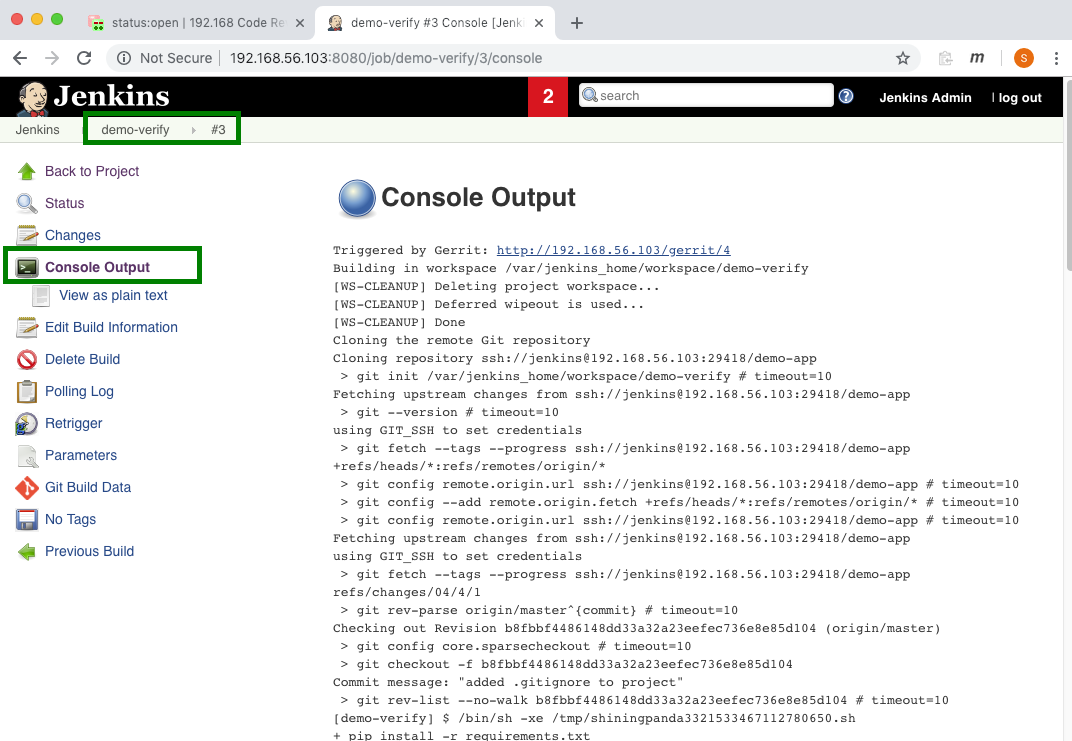 status:open | 192.168 Code Re
demo-verify #3 Console [Jenki
Not Secure
192.168.56.103:8080/job/demo-verify/3/console
m
S
Jenkins
2
search
?
Jenkins Admin
| log out
Jenkins
demo-verify
#3
Back to Project
Status
Changes
Console Output
View as plain text
Edit Build Information
Delete Build
Polling Log
Retrigger
Parameters
Git Build Data
No Tags
Previous Build
Console Output
Triggered by Gerrit: http://192.168.56.103/gerrit/4
Building in workspace /var/jenkins_home/workspace/demo-verify
[WS-CLEANUP] Deleting project workspace...
[WS-CLEANUP] Deferred wipeout is used...
[WS-CLEANUP] Done
Cloning the remote Git repository
Cloning repository ssh://jenkins@192.168.56.103:29418/demo-app
> git init /var/jenkins_home/workspace/demo-verify # timeout=10
Fetching upstream changes from ssh://jenkins@192.168.56.103:29418/demo-app
> git --version # timeout=10
using GIT_SSH to set credentials
> git fetch --tags --progress ssh://jenkins@192.168.56.103:29418/demo-app
+refs/heads/*:refs/remotes/origin/*
> git config remote.origin.url ssh://jenkins@192.168.56.103:29418/demo-app # timeout=10
> git config --add remote.origin.fetch +refs/heads/*:refs/remotes/origin/* # timeout=10
> git config remote.origin.url ssh://jenkins@192.168.56.103:29418/demo-app # timeout=10
Fetching upstream changes from ssh://jenkins@192.168.56.103:29418/demo-app
using GIT_SSH to set credentials
> git fetch --tags --progress ssh://jenkins@192.168.56.103:29418/demo-app
refs/changes/04/4/1
> git rev-parse origin/master^{commit} # timeout=10
Checking out Revision b8fbbf4486148dd33a32a23eefec736e8e85d104 (origin/master)
> git config core.sparsecheckout # timeout=10
> git checkout -f b8fbbf4486148dd33a32a23eefec736e8e85d104
Commit message: "added .gitignore to project"
> git rev-list --no-walk b8fbbf4486148dd33a32a23eefec736e8e85d104 # timeout=10
[demo-verify] $ /bin/sh -xe /tmp/shiningpanda3321533467112780650.sh
+ pip install -r requirements.txt